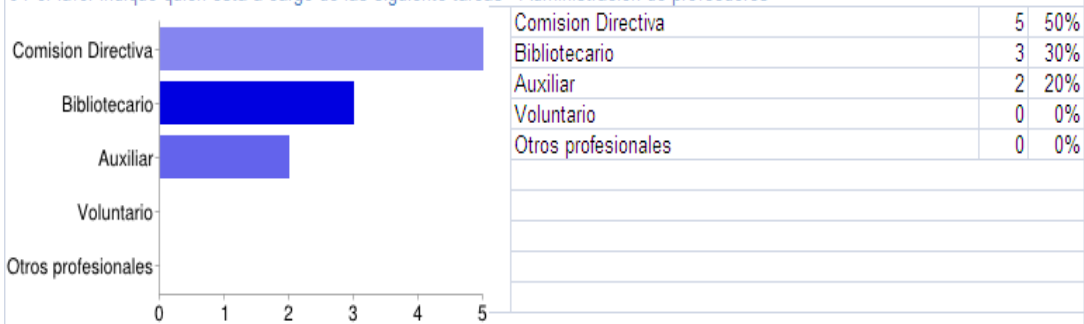 Comision Directiva
Bibliotecario
Auxiliar
Voluntario
Otros profesionales
0 1 2 3 4 5
Comision Directiva 5 50%
Bibliotecario 3 30%
Auxiliar 2 20%
Voluntario 0 0%
Otros profesionales 0 0%